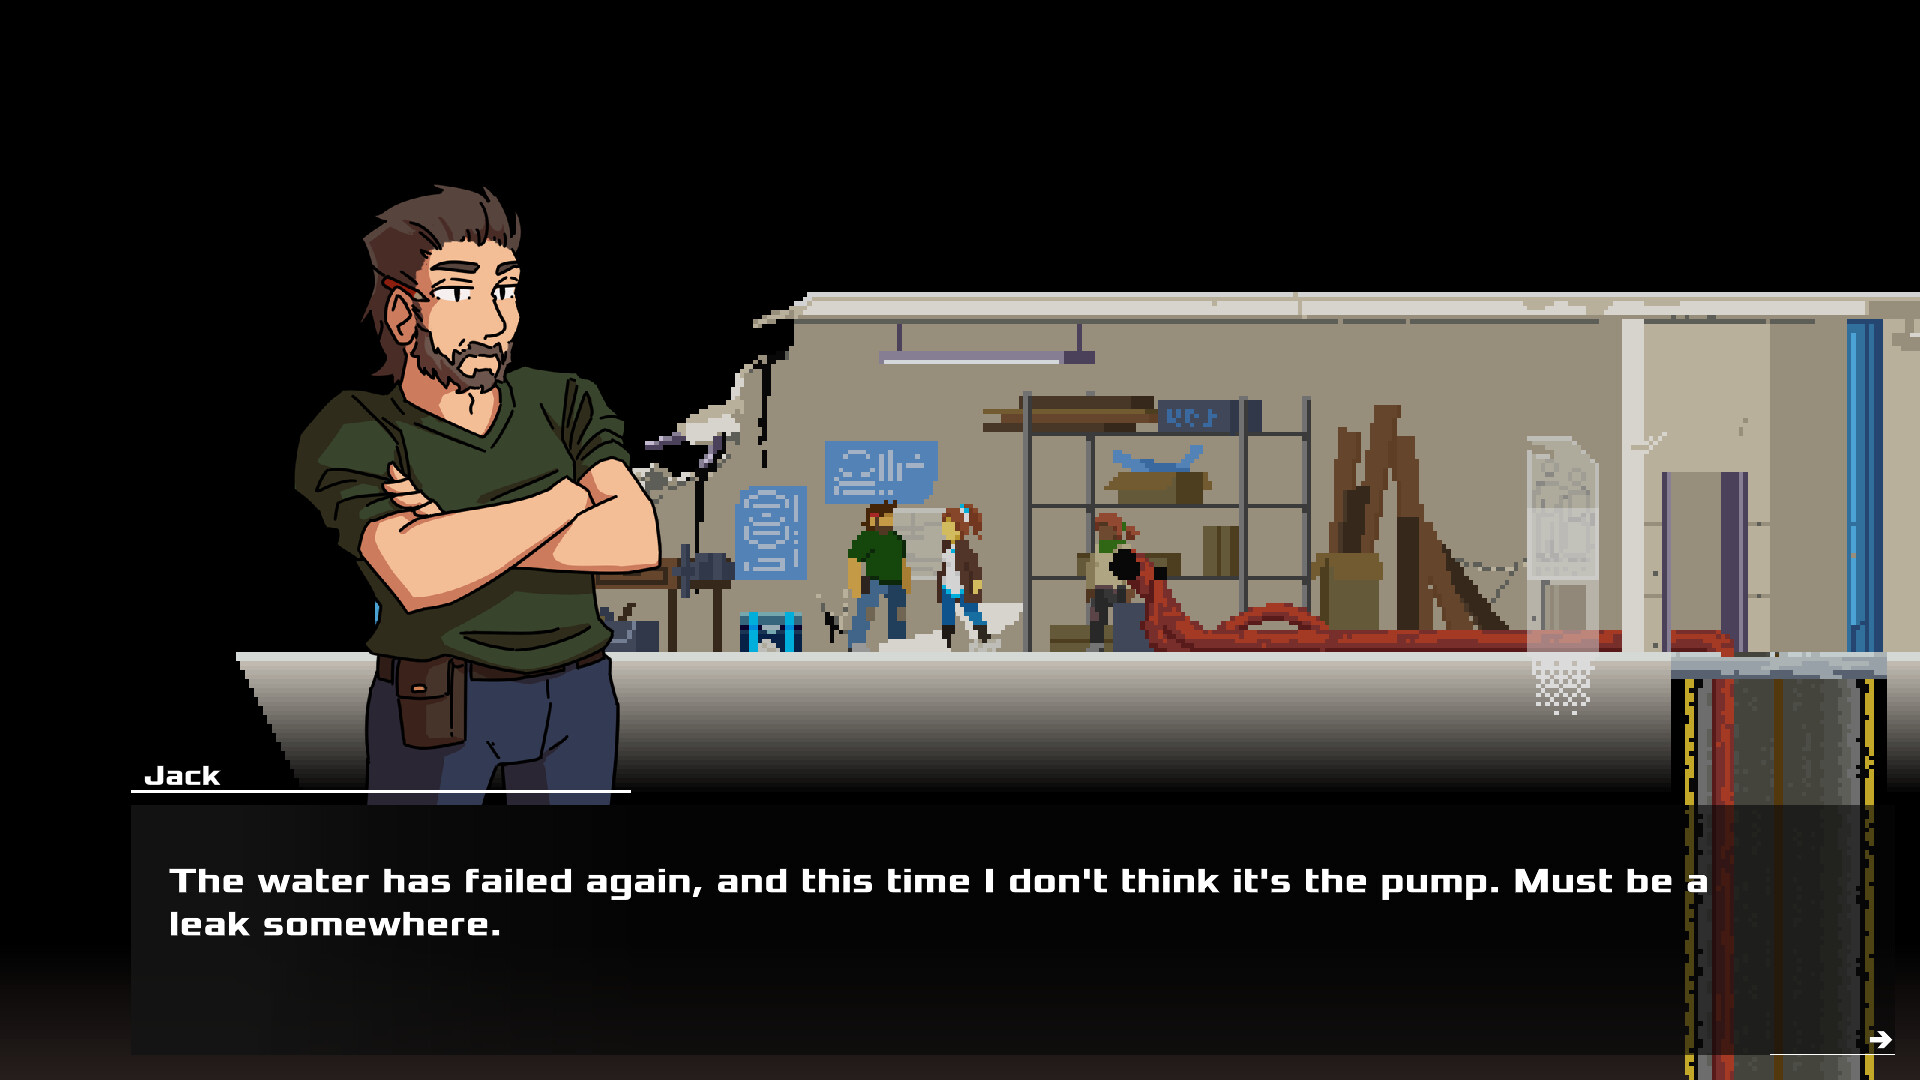 Jack
The water has failed again, and this time I don't think it's the pump. Must be a
leak somewhere.